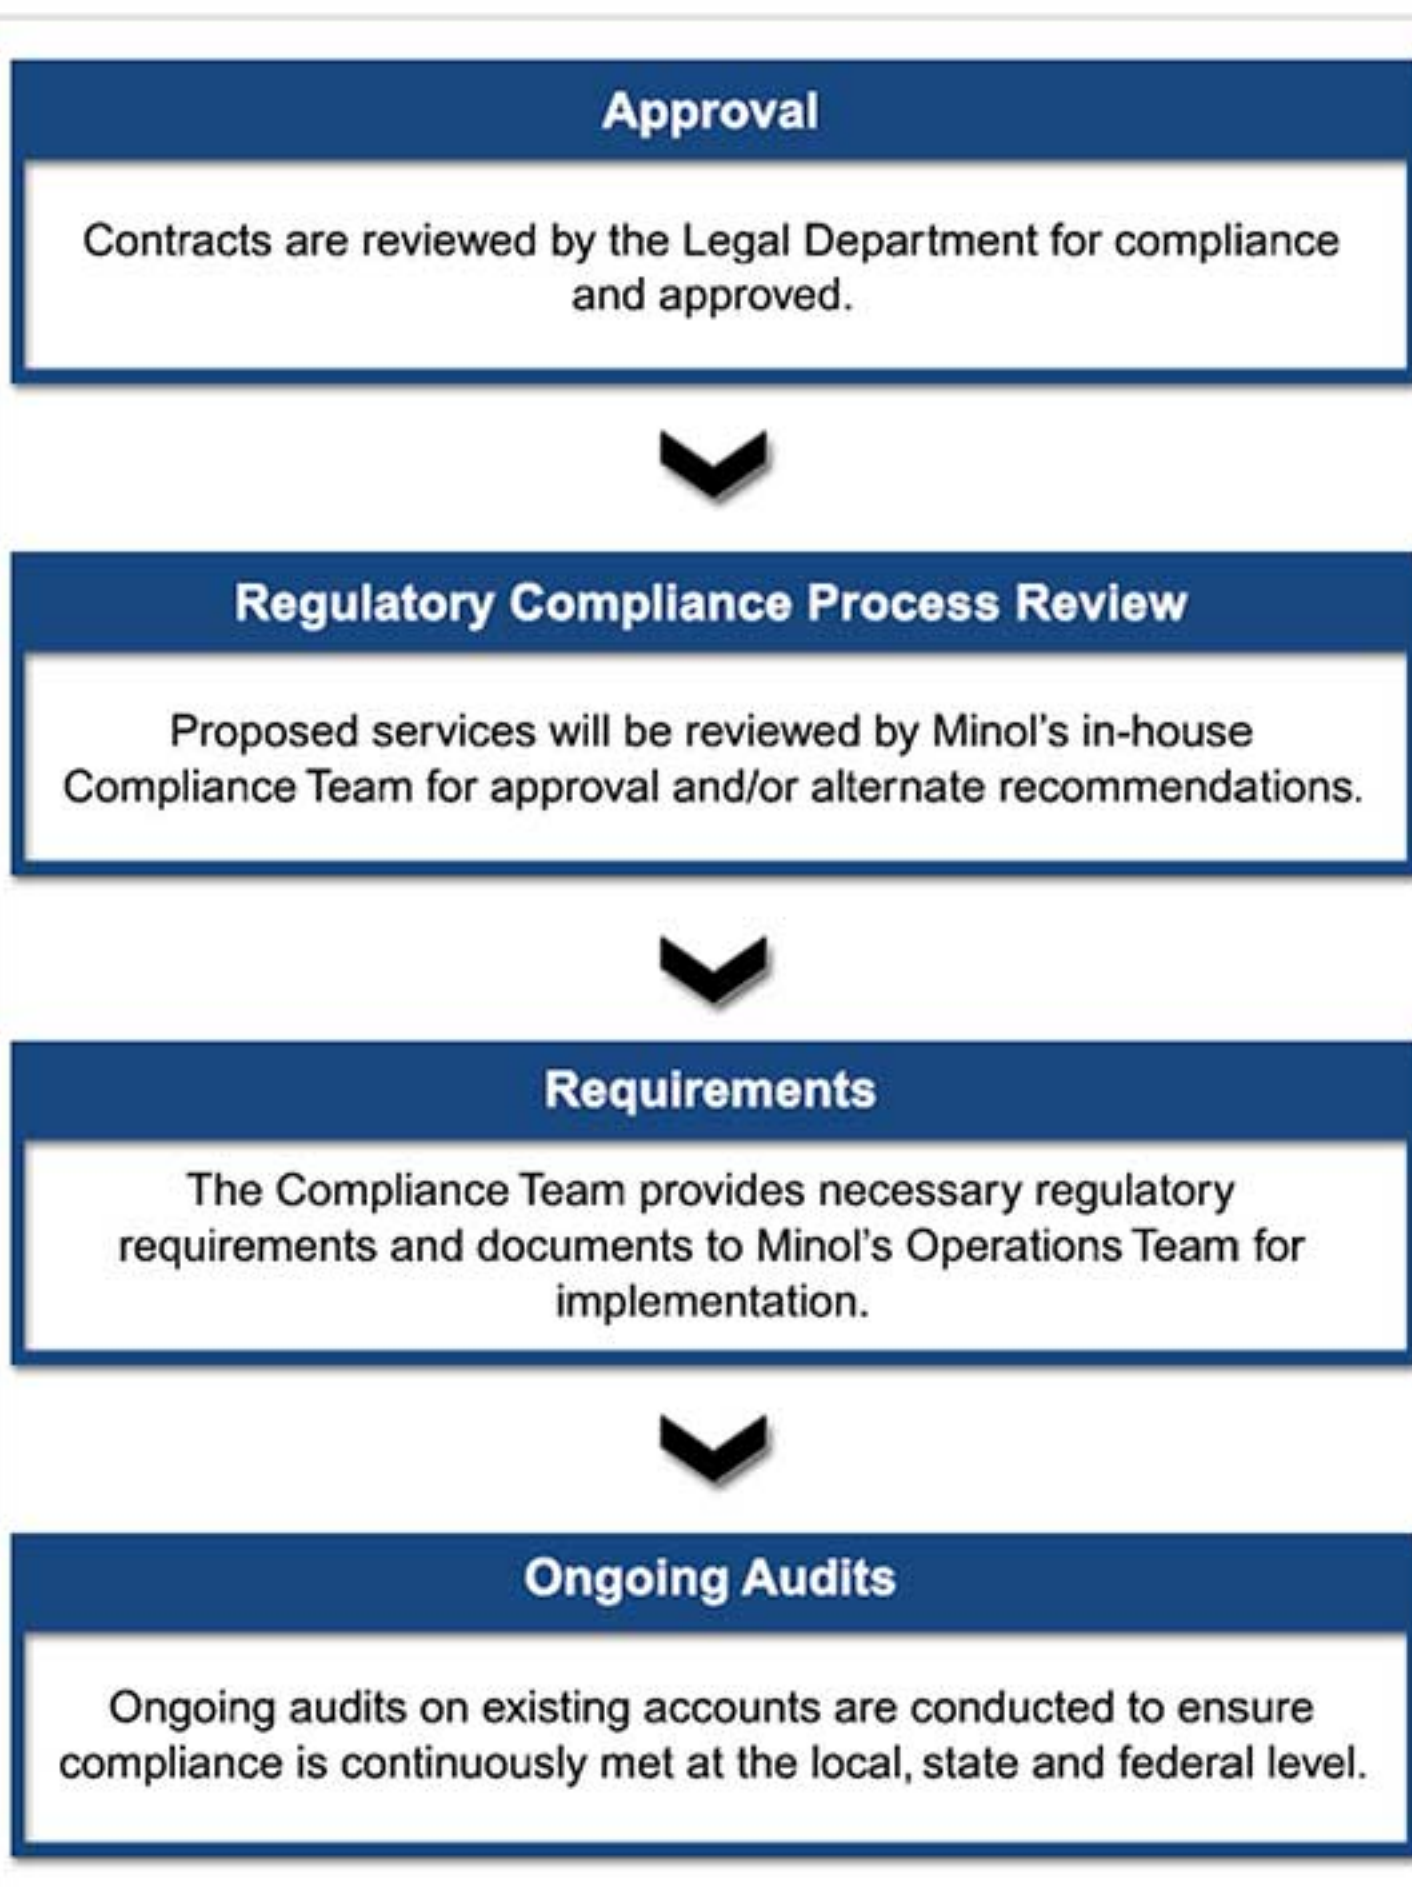 Approval
Contracts are reviewed by the Legal Department for compliance
and approved.
Regulatory Compliance Process Review
Proposed services will be reviewed by Minol's in-house
Compliance Team for approval and/or alternate recommendations.
Requirements
The Compliance Team provides necessary regulatory
requirements and documents to Minol's Operations Team for
implementation.
Ongoing Audits
Ongoing audits on existing accounts are conducted to ensure
compliance is continuously met at the local, state and federal level.